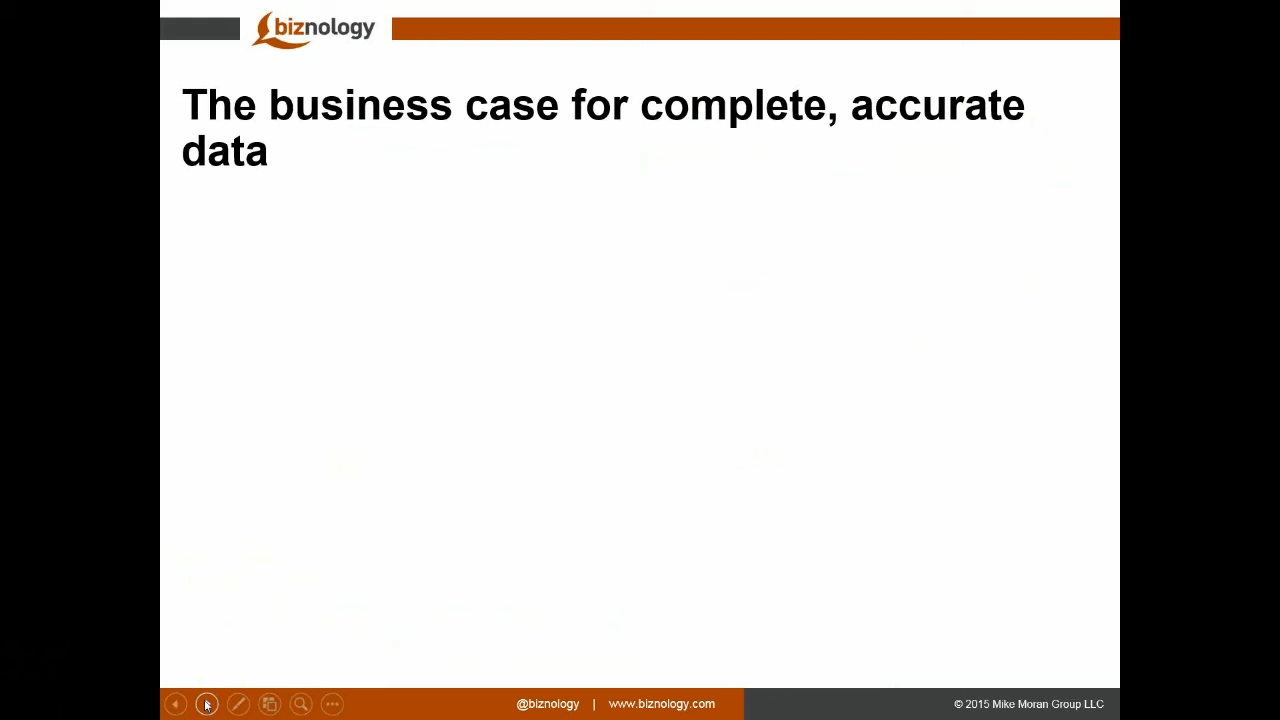 biznology
The business case for complete, accurate
data
@biznology | www.biznology.com
© 2015 Mike Moran Group LLC